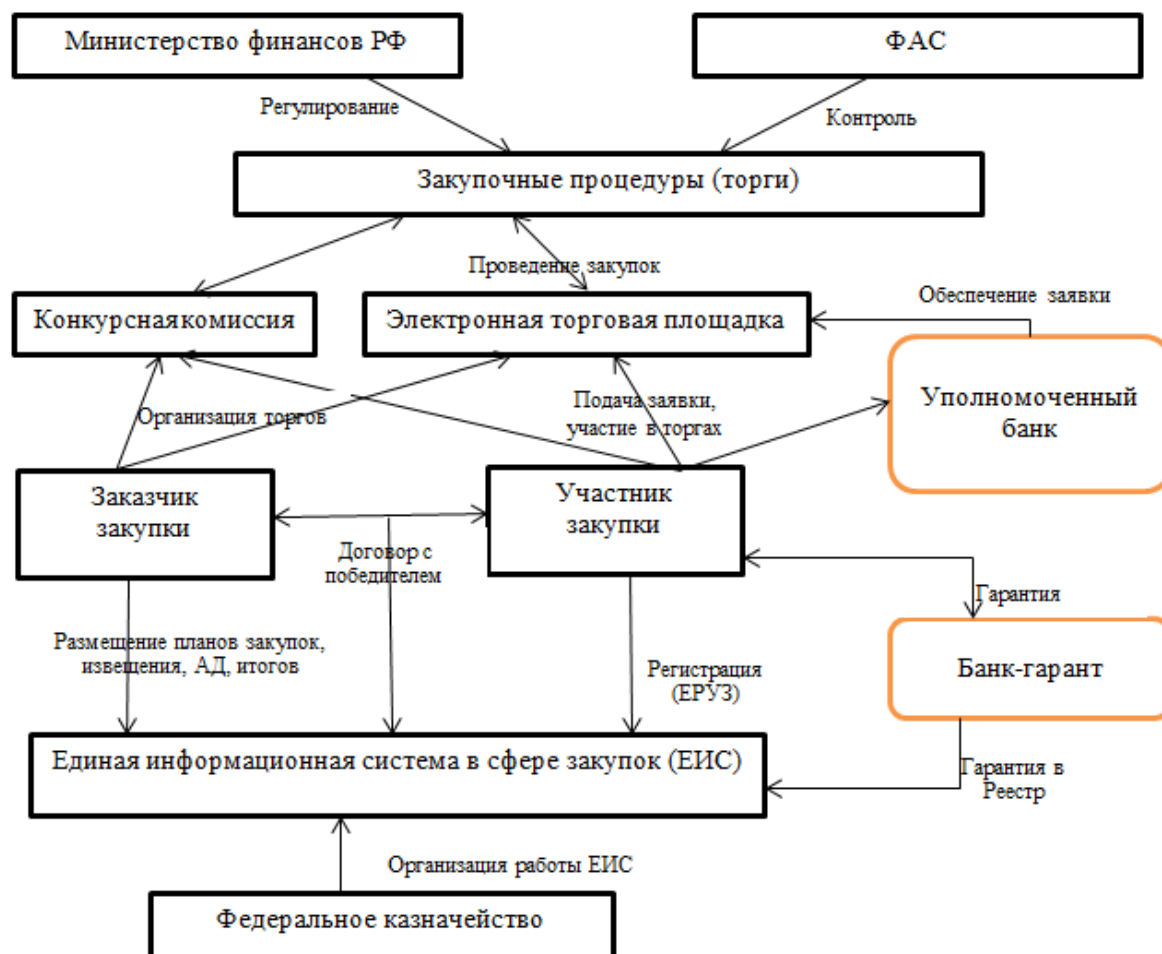 Министерство финансов РФ
ФАС
Регулирование
Контроль
Закупочные процедуры (торги)
Проведение закупок
Обеспечение заявки
Конкурсная комиссия
Электронная торговая площадка
Уполномоченный
банк
Организация торгов
Подача заявки,
участие в торгах
Заказчик
закупки
Участник
закупки
Договор с
победителем
Гарантия
Размещение планов закупок,
извещения, АД, итогов
Регистрация
(ЕРУЗ)
Банк-гарант
Единая информационная система в сфере закупок (ЕИС)
Гарантия в
Реестр
Организация работы ЕИС
Федеральное казначейство